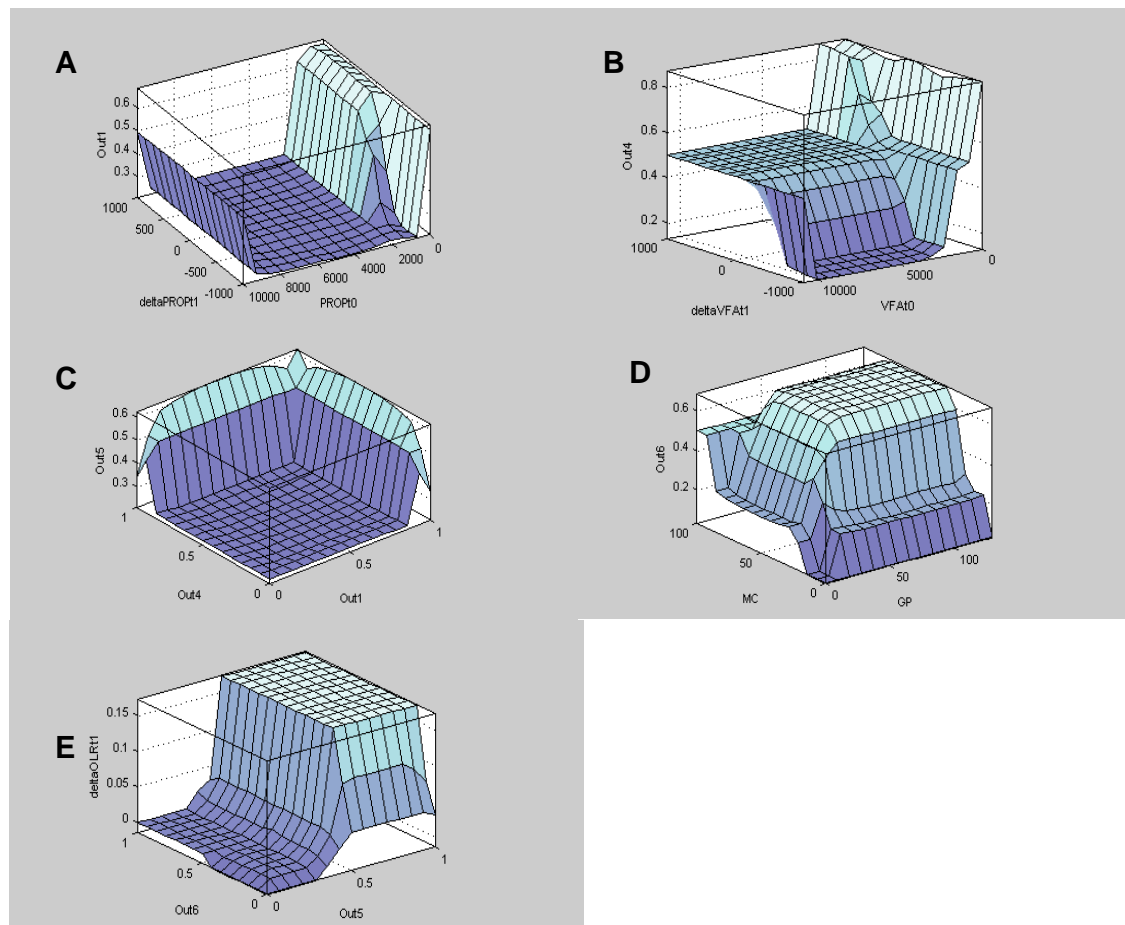 A
Out1
0.6
0.5
0.4
0.3
1000
500
0
-500
-1000
deltaPROPt1
10000
8000
6000
4000
2000
0
PROPt0
B
Out4
0.8
0.6
0.4
0.2
1000
0
-1000
deltaVFAt1
10000
5000
0
VFAt0
C
Out5
0.6
0.5
0.4
0.3
1
0.5
0
Out4
0
0.5
1
Out1
D
Out6
0.6
0.4
0.2
100
50
0
MC
0
50
100
GP
E
deltaOLRt1
0.15
0.1
0.05
0
1
0.5
0
Out6
0
0.5
1
Out5